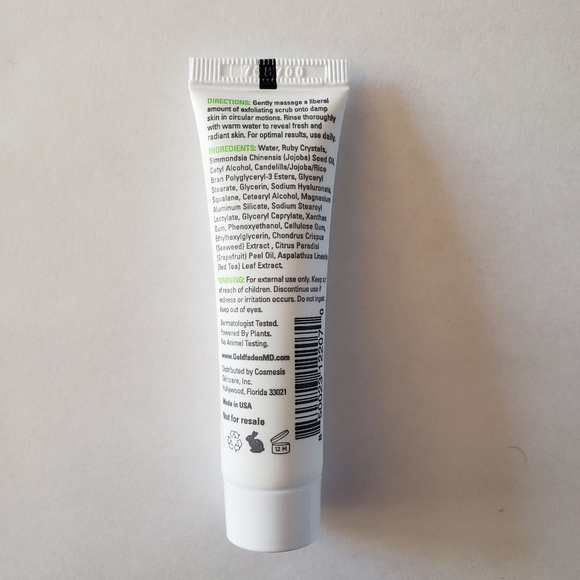 DIRECTIONS: Gently massage a liberal
amount of exfoliating scrub onto damp
skin in circular motions. Rinse thoroughly
with warm water to reveal fresh and
radiant skin. For optimal results, use daily.
INGREDIENTS: Water, Ruby Crystals,
Simmondsia Chinensis (Jojoba) Seed Oil,
Cetyl Alcohol, Candelilla/Jojoba/Rice
Bran Polyglyceryl-3 Esters, Glyceryl
Stearate, Glycerin, Sodium Hyaluronate,
Squalane, Cetearyl Alcohol, Magnesium
Aluminum Silicate, Sodium Stearoyl
Lactylate, Glyceryl Caprylate, Xanthan
Gum, Phenoxyethanol, Cellulose Gum,
Ethylhexylglycerin, Chondrus Crispus
(Seaweed) Extract , Citrus Paradisi
(Grapefruit) Peel Oil, Aspalathus Linearis
(Red Tea) Leaf Extract.
WARNING: For external use only. Keep out
of reach of children. Discontinue use if
redness or irritation occurs. Do not ingest.
Keep out of eyes.
Dermatologist Tested.
Powered By Plants.
No Animal Testing.
www.GoldfadenMD.com
Distributed by Cosmesis
Skincare, Inc.
Hollywood, Florida 33021
Made in USA
Not for resale
12 M